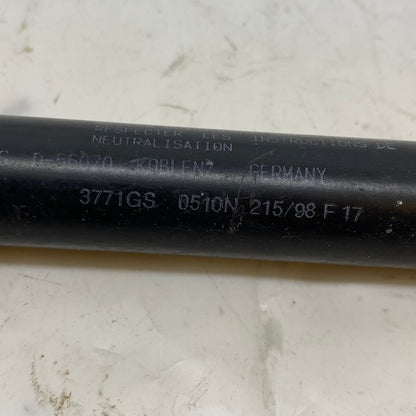 RESPECTER LES INSTRUCTIONS DE
NEUTRALISATION
D-56070 KOBLENZ GERMANY
3771GS 0510N 215/98 F 17